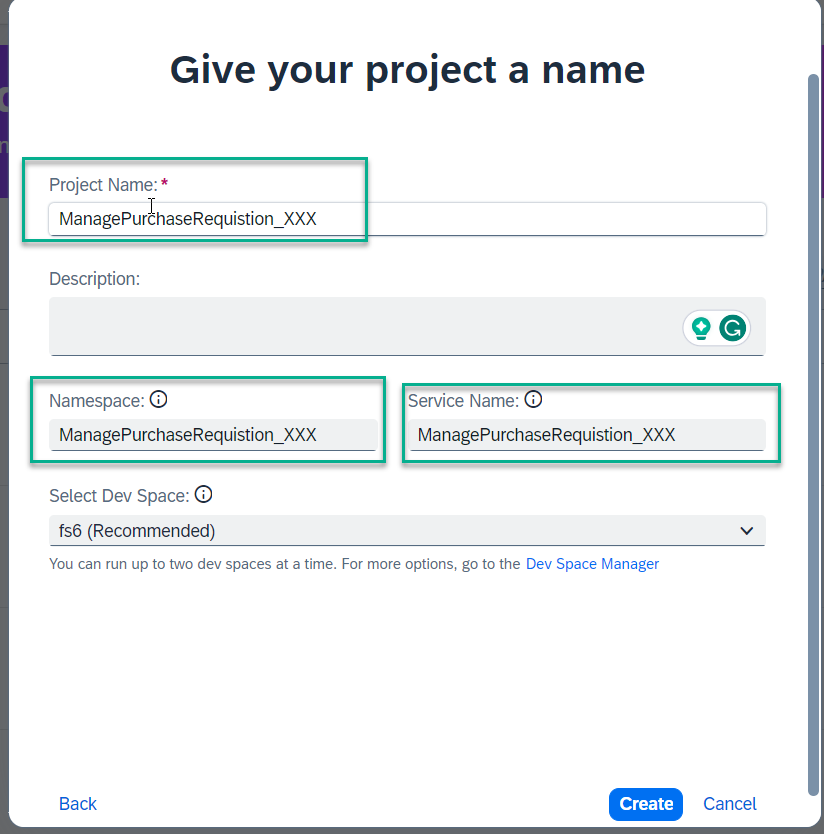 Give your project a name
Project Name: *
ManagePurchaseRequistion_XXX
Description:
Namespace:
ManagePurchaseRequistion_XXX
Service Name:
ManagePurchaseRequistion_XXX
Select Dev Space:
fs6 (Recommended)
You can run up to two dev spaces at a time. For more options, go to the Dev Space Manager
Back
Create
Cancel